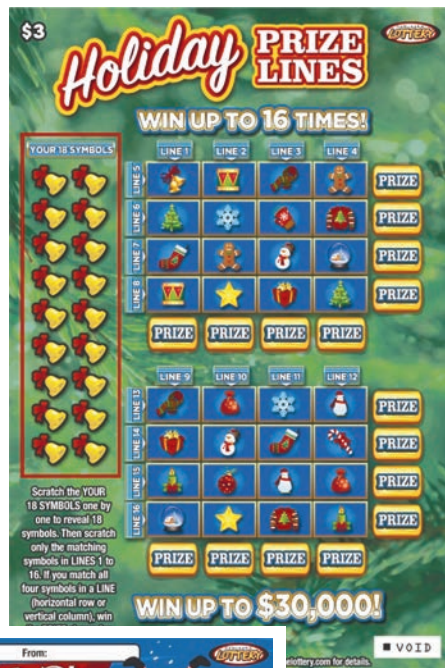 $3
LOTTERY
Holiday PRIZE LINES
WIN UP TO 16 TIMES!
YOUR 18 SYMBOLS
LINE 1 LINE 2 LINE 3 LINE 4
LINE 5 PRIZE
LINE 6 PRIZE
LINE 7 PRIZE
LINE 8 PRIZE
PRIZE PRIZE PRIZE PRIZE
LINE 9 LINE 10 LINE 11 LINE 12
LINE 13 PRIZE
LINE 14 PRIZE
LINE 15 PRIZE
LINE 16 PRIZE
PRIZE PRIZE PRIZE PRIZE
Scratch the YOUR
18 SYMBOLS one by
one to reveal 18
symbols. Then scratch
only the matching
symbols in LINES 1 to
16. If you match all
four symbols in a LINE
(horizontal row or
vertical column), win
WIN UP TO $30,000!
VOID
From:
LOTTERY
elottery.com for details.